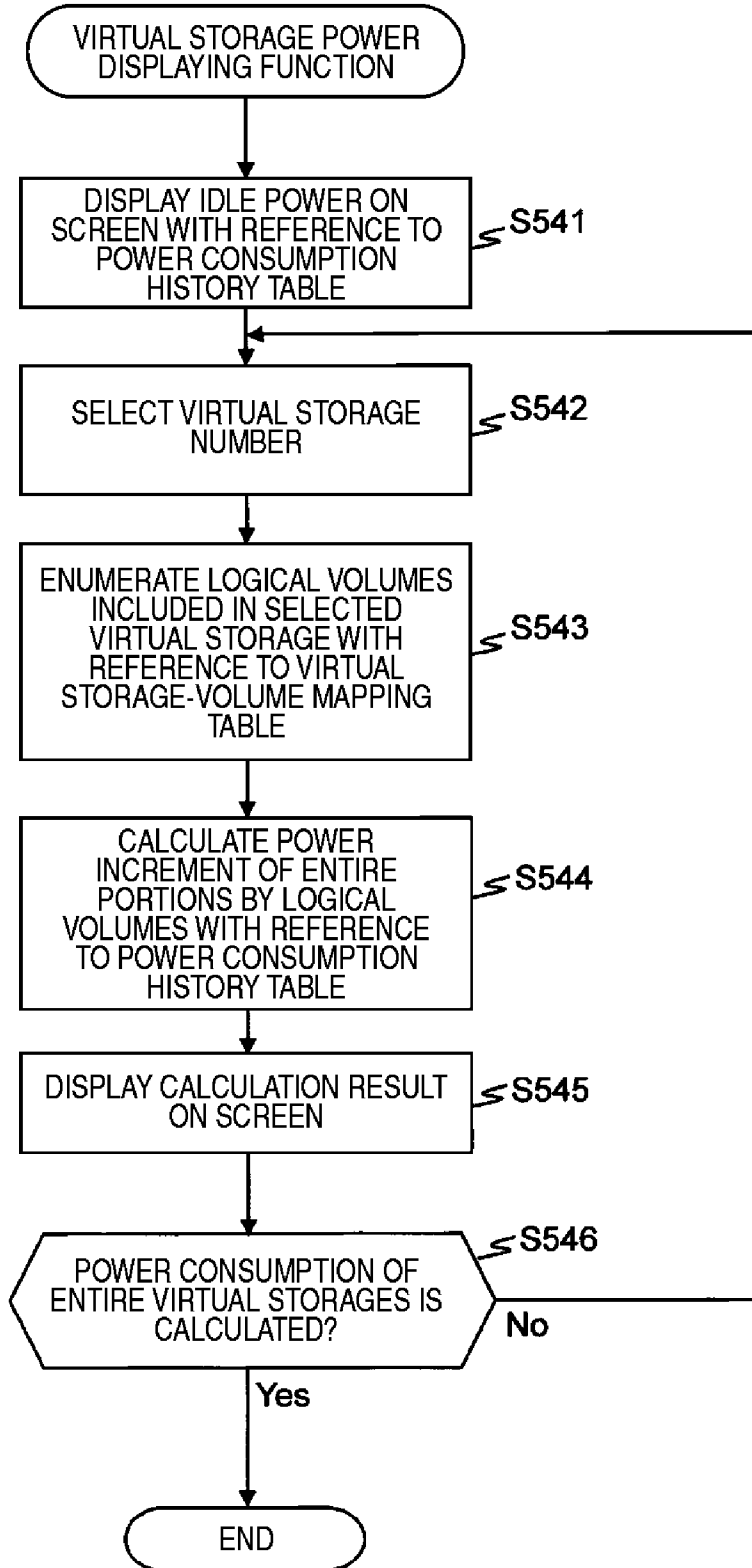 VIRTUAL STORAGE POWER
DISPLAYING FUNCTION
DISPLAY IDLE POWER ON
SCREEN WITH REFERENCE TO
POWER CONSUMPTION
HISTORY TABLE
S541
SELECT VIRTUAL STORAGE
NUMBER
S542
ENUMERATE LOGICAL VOLUMES
INCLUDED IN SELECTED
VIRTUAL STORAGE WITH
REFERENCE TO VIRTUAL
STORAGE-VOLUME MAPPING
TABLE
S543
CALCULATE POWER
INCREMENT OF ENTIRE
PORTIONS BY LOGICAL
VOLUMES WITH REFERENCE
TO POWER CONSUMPTION
HISTORY TABLE
S544
DISPLAY CALCULATION RESULT
ON SCREEN
S545
POWER CONSUMPTION OF
ENTIRE VIRTUAL STORAGES IS
CALCULATED?
S546
No
Yes
END